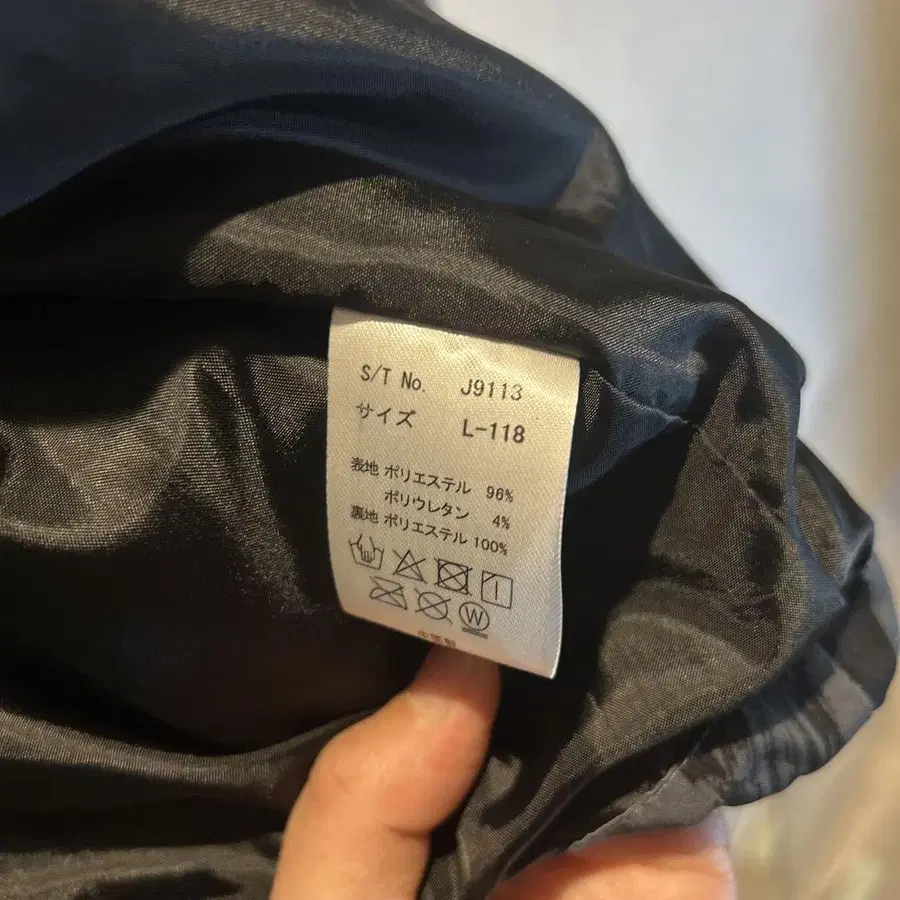 S/T No. J9113
サイズ L-118
表地 ポリエステル 96%
ポリウレタン 4%
裏地 ポリエステル 100%
W